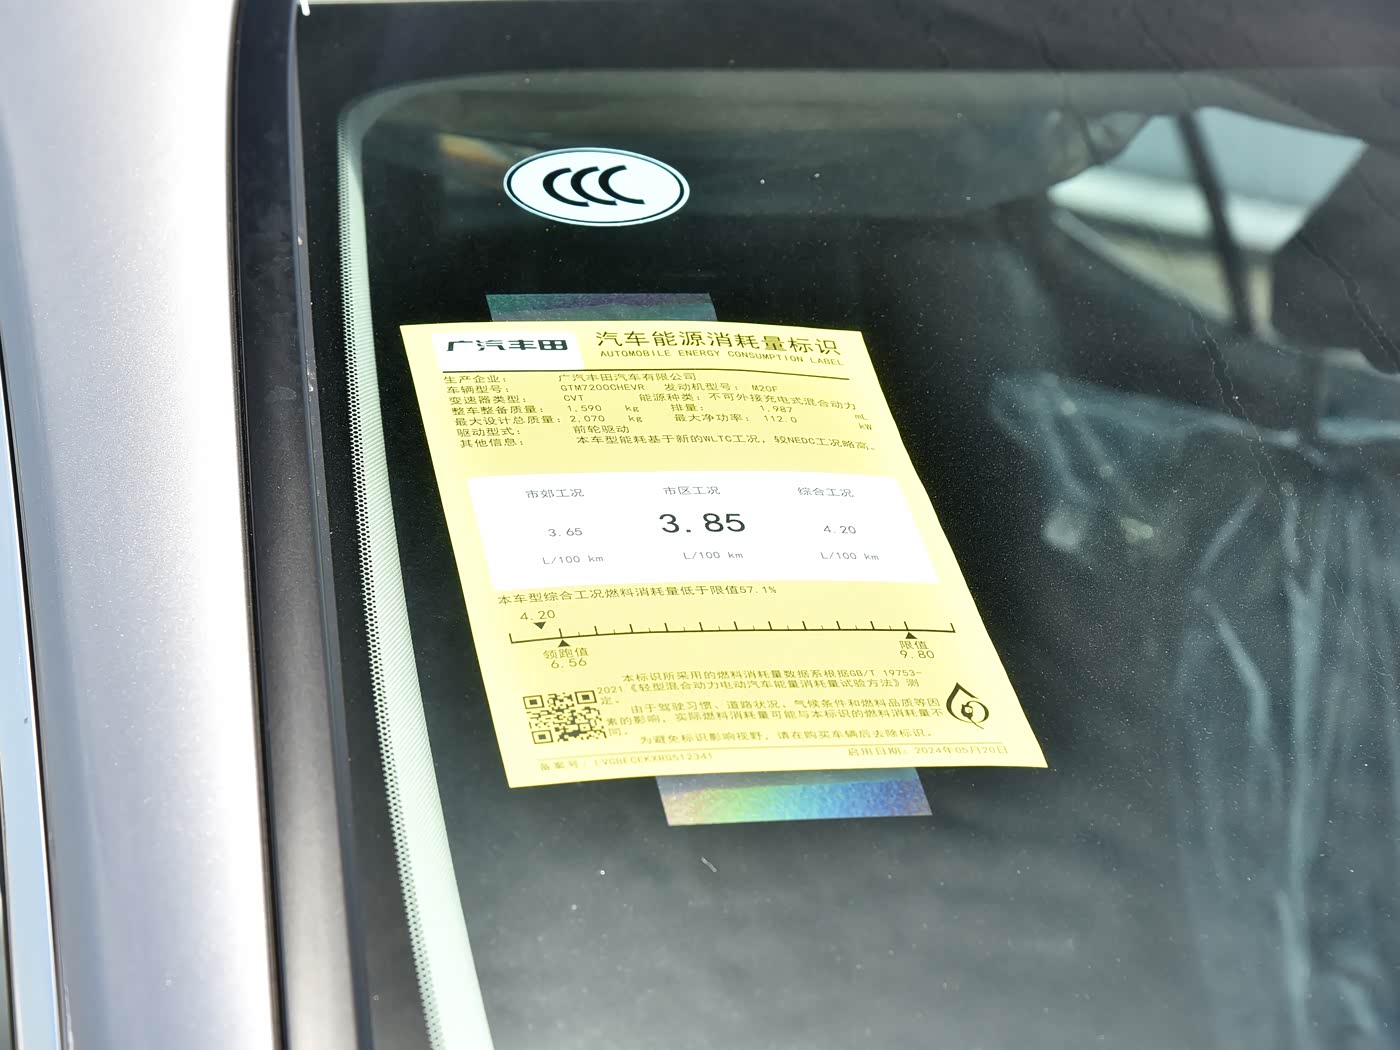 CCC
广汽丰田
汽车能源消耗量标识
AUTOMOBILE ENERGY CONSUMPTION LABEL
生产企业： 广汽丰田汽车有限公司
车辆型号： GTM7200CHEVR 发动机型号： M20F
变速器类型： CVT 能源种类：不可外接充电式混合动力
整车整备质量： 1,590 kg 排量： 1,987 mL
最大设计总质量：2,070 kg 最大净功率： 112.0 kW
驱动型式： 前轮驱动
其他信息： 本车型能耗基于新的WLTC工况，较NEDC工况略高。
市郊工况 市区工况 综合工况
3.65 3.85 4.20
L/100 km L/100 km L/100 km
本车型综合工况燃料消耗量低于限值57.1%
4.20
领跑值 限值
6.56 9.80
本标识所采用的燃料消耗量数据系根据GB/T 19753-
2021《轻型混合动力电动汽车能量消耗量试验方法》测
定。
由于驾驶习惯、道路状况、气候条件和燃料品质等因
素的影响，实际燃料消耗量可能与本标识的燃料消耗量不
同。
为避免标识影响视野，请在购买车辆后去除标识。
备案号： 启用日期：2024年05月20日